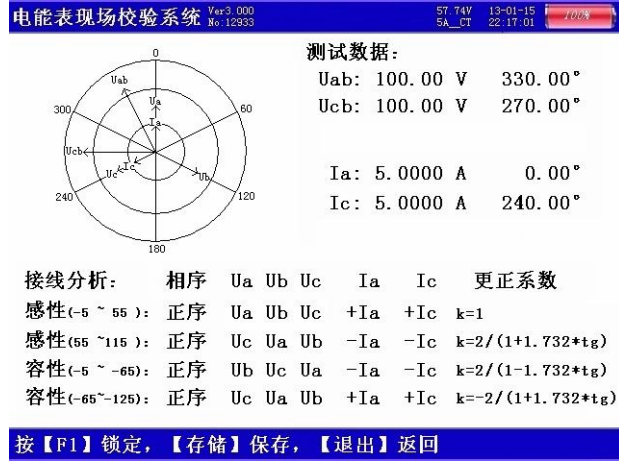 电能表现场校验系统 Ver3.000 No:12933 57.74V 5A__CT 13-01-15 22:17:01 100%
测试数据:
Uab: 100.00 V 330.00°
Ucb: 100.00 V 270.00°
Ia: 5.0000 A 0.00°
Ic: 5.0000 A 240.00°
0
Uab
Ua
300
60
Ia
Ucb
Uc
Ic
Ub
240
120
180
接线分析: 相序 Ua Ub Uc Ia Ic 更正系数
感性(-5 ~ 55 ): 正序 Ua Ub Uc +Ia +Ic k=1
感性(55 ~115 ): 正序 Uc Ua Ub -Ia -Ic k=2/(1+1.732*tg)
容性(-5 ~ -65): 正序 Ub Uc Ua -Ia -Ic k=2/(1-1.732*tg)
容性(-65~-125): 正序 Uc Ua Ub +Ia +Ic k=-2/(1+1.732*tg)
按【F1】锁定，【存储】保存，【退出】返回